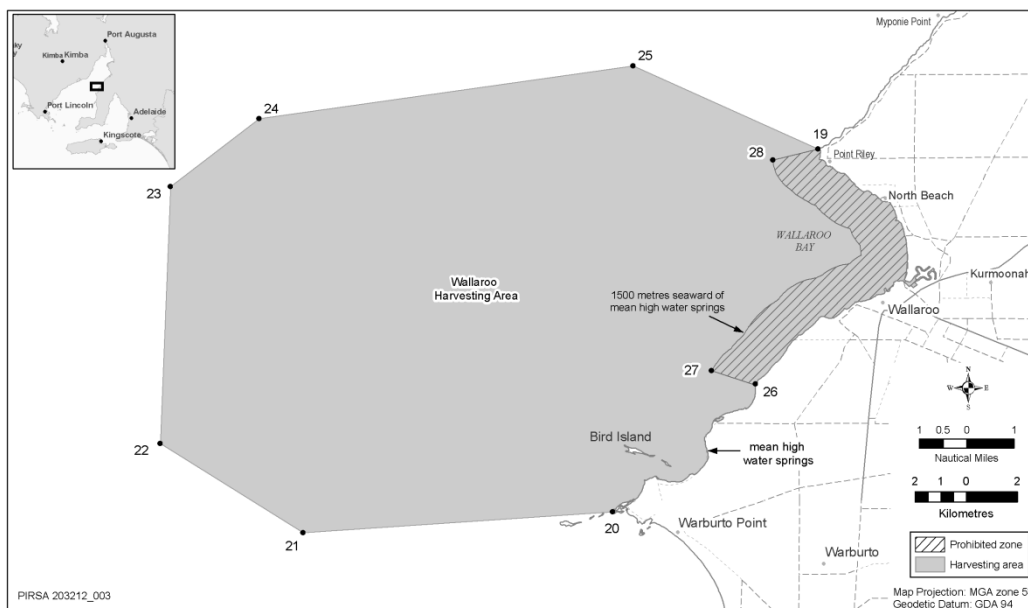 Port Augusta
Kimba Kimba
Port Lincoln
Adelaide
Kingscote
Myponie Point
25
24
19
Point Riley
28
23
North Beach
WALLAROO
BAY
Kurmoonah
Wallaroo
Harvesting Area
1500 metres seaward of
mean high water springs
Wallaroo
27
26
N
W E
S
1 0.5 0 1
Nautical Miles
Bird Island
mean high
water springs
22
2 1 0 2
Kilometres
20
21
Warburto Point
Warburto
Prohibited zone
Harvesting area
PIRSA 203212_003
Map Projection: MGA zone 5
Geodetic Datum: GDA 94